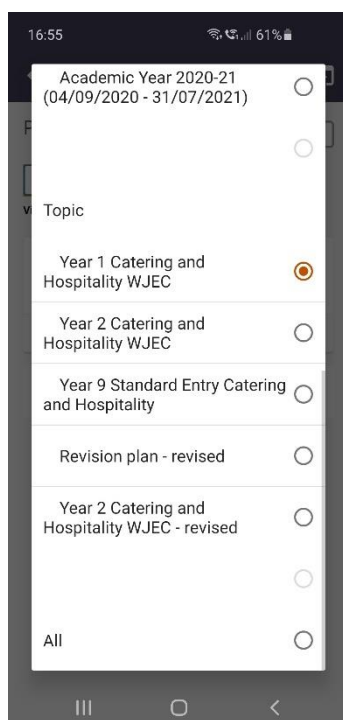 16:55
61%
Academic Year 2020-21
(04/09/2020 - 31/07/2021)
Topic
Year 1 Catering and
Hospitality WJEC
Year 2 Catering and
Hospitality WJEC
Year 9 Standard Entry Catering
and Hospitality
Revision plan - revised
Year 2 Catering and
Hospitality WJEC - revised
All